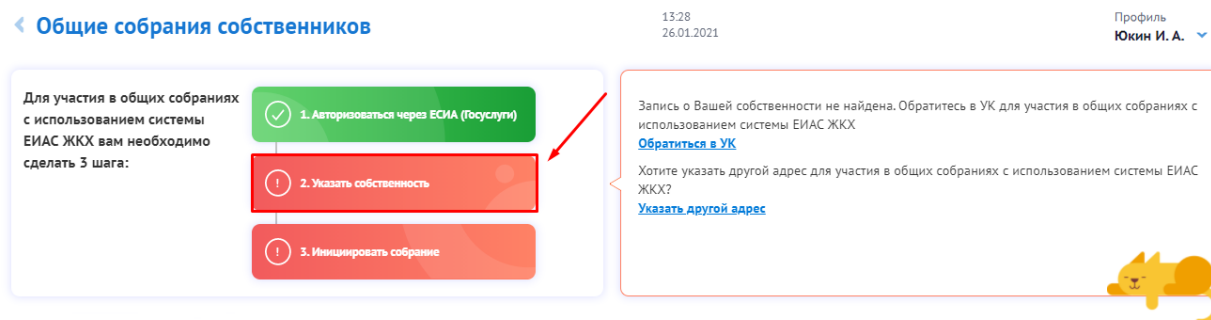 Общие собрания собственников
13:28
26.01.2021
Профиль
Юкин И. А.
Для участия в общих собраниях
с использованием системы
ЕИАС ЖКХ вам необходимо
сделать 3 шага:
1. Авторизоваться через ЕСИА (Госуслуги)
2. Указать собственность
3. Инициировать собрание
Запись о Вашей собственности не найдена. Обратитесь в УК для участия в общих собраниях с
использованием системы ЕИАС ЖКХ
Обратиться в УК
Хотите указать другой адрес для участия в общих собраниях с использованием системы ЕИАС
ЖКХ?
Указать другой адрес